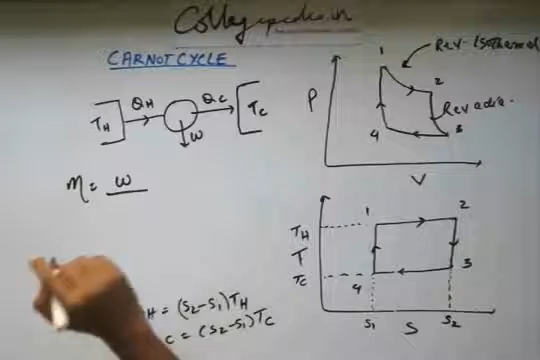 Collegepedia.in
CARNOT CYCLE
TH QH QC TC
W
η = W
H = (S2-S1)TH
C = (S2-S1)TC
1 Rev-Isothermal
2
P Rev adia.
4 3
V
1 2
TH
T
TC 3
4
S1 S S2